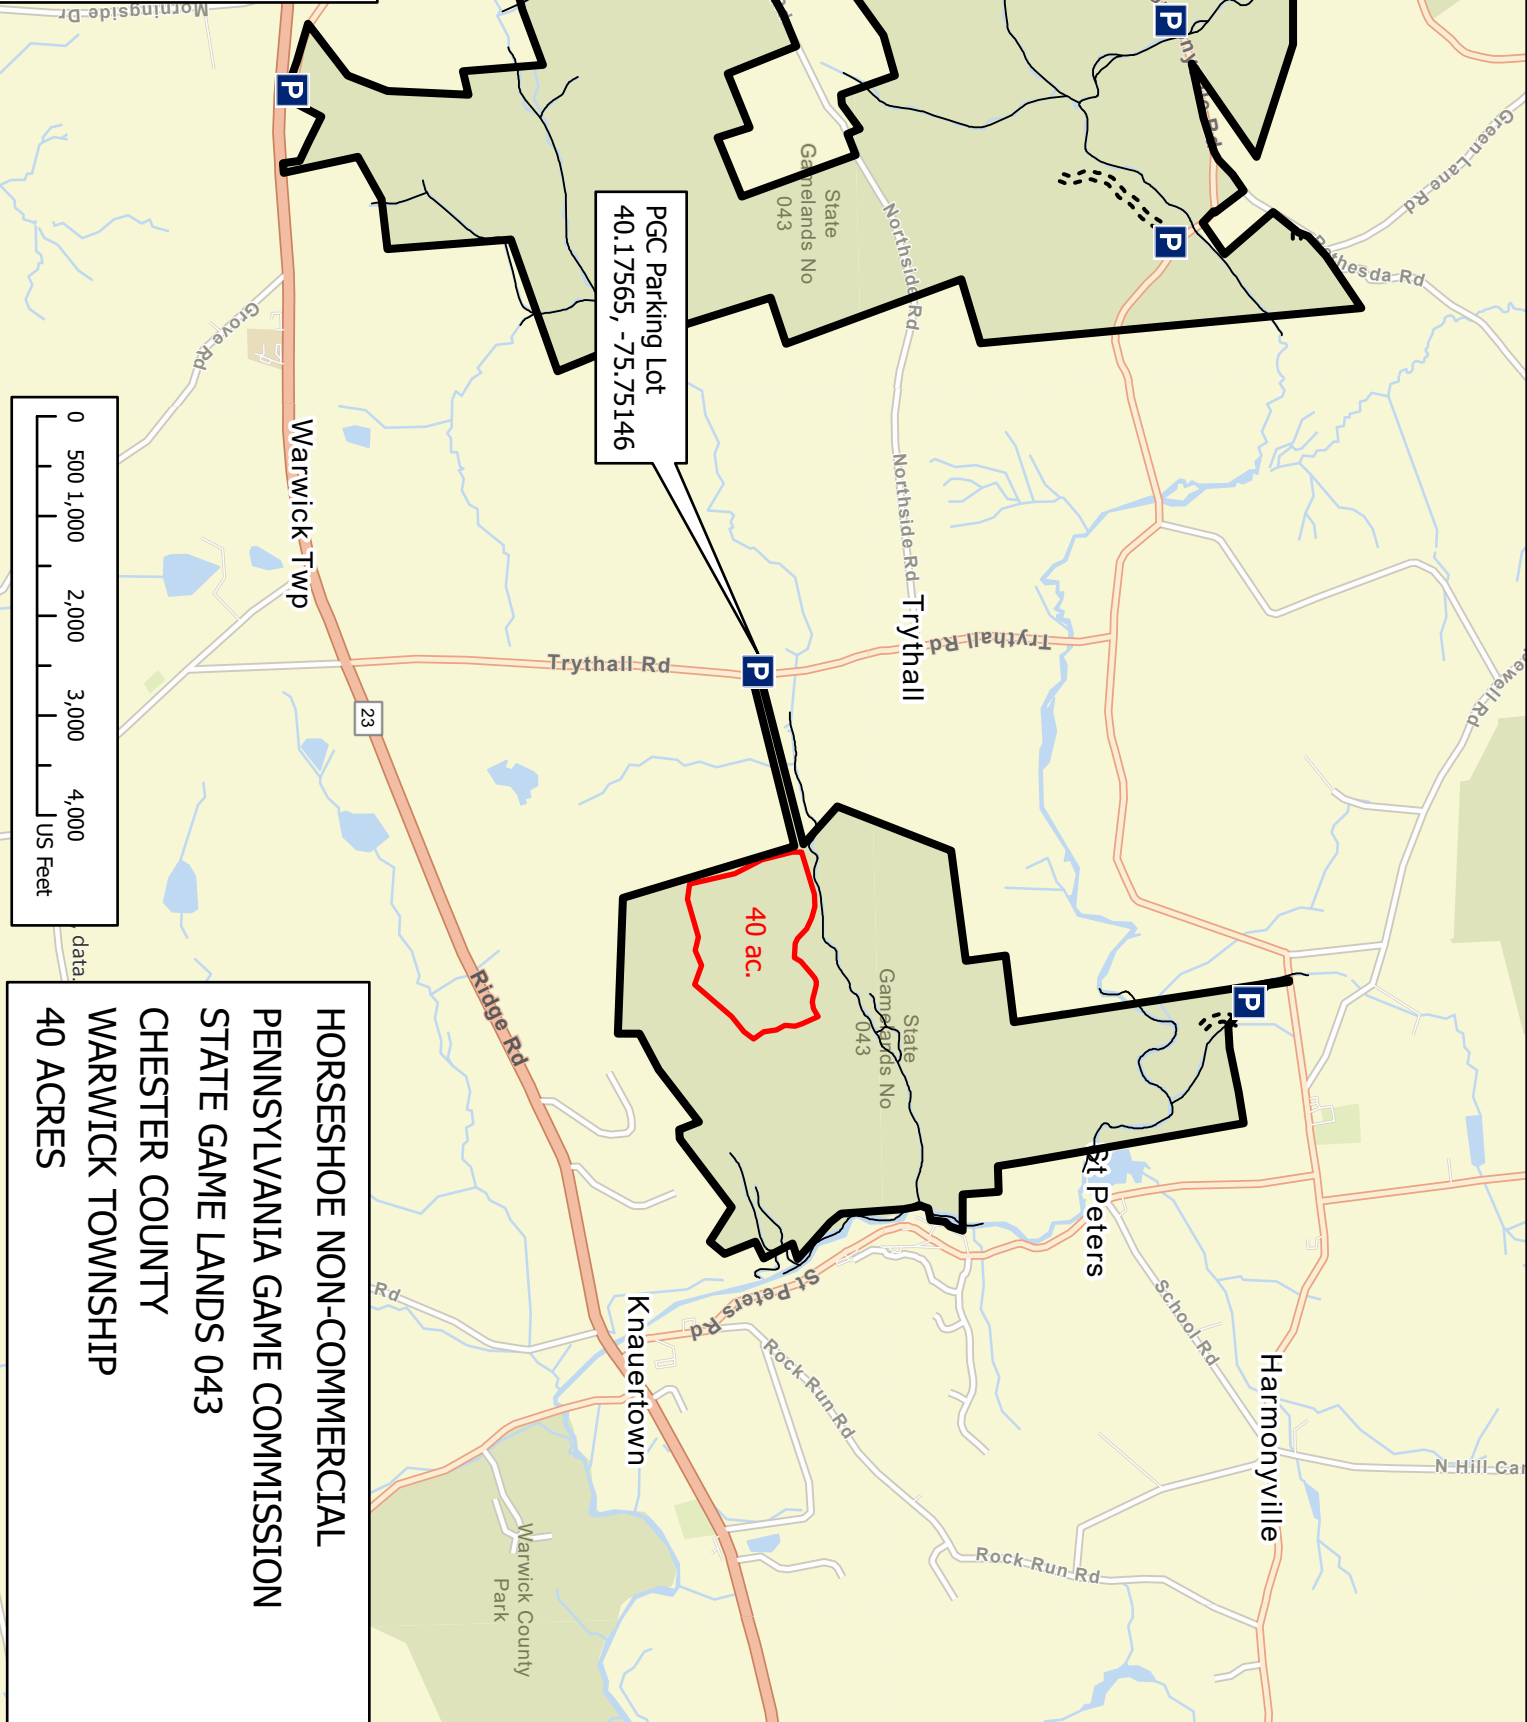 Morningside Dr
Green Lane Rd
Bethesda Rd
State
Gamelands No
043
Northside Rd
PGC Parking Lot
40.17565, -75.75146
Grove Rd
Warwick Twp
Northside Rd
Trythall
Trythall Rd
Trythall Rd
23
40 ac.
State
Gamelands No
043
Ridge Rd
St Peters
St Peters Rd
School Rd
Knauertown
Rock Run Rd
Harmonyville
N Hill Cam
Rock Run Rd
Warwick County
Park
Rd
P
P
P
P
P
0 500 1,000 2,000 3,000 4,000
US Feet
data.
HORSESHOE NON-COMMERCIAL
PENNSYLVANIA GAME COMMISSION
STATE GAME LANDS 043
CHESTER COUNTY
WARWICK TOWNSHIP
40 ACRES